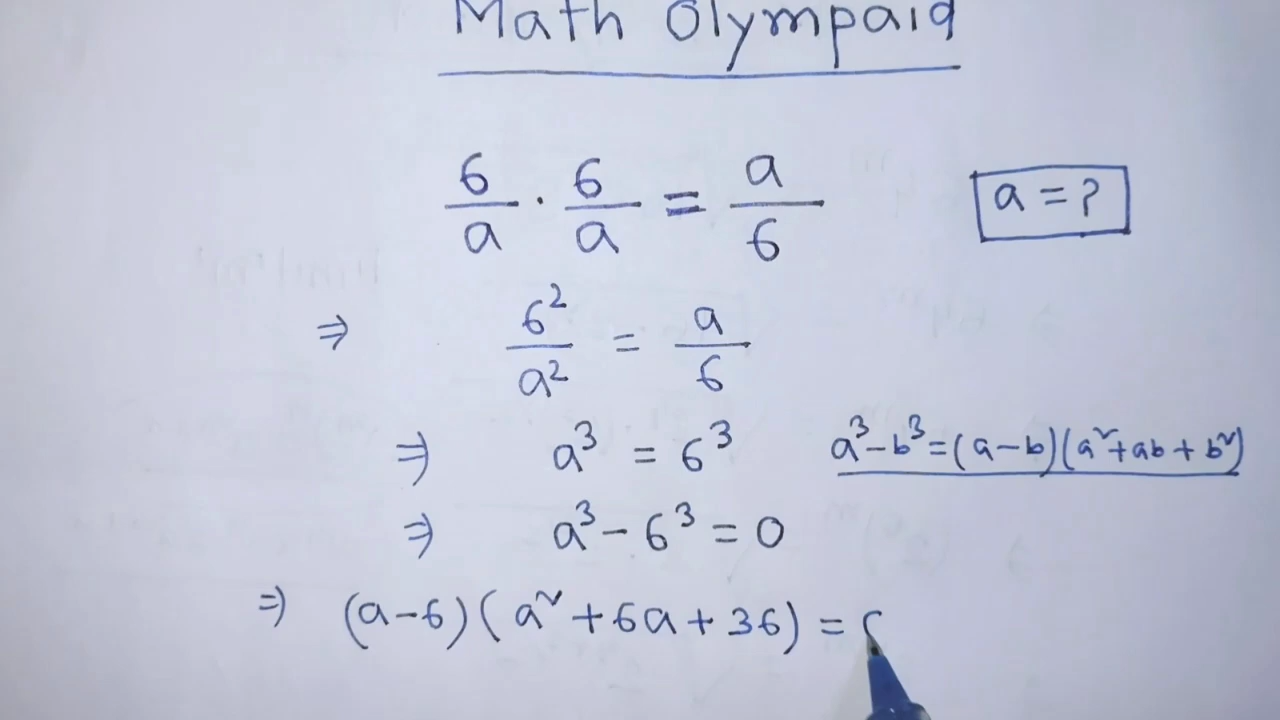 Math Olympaid
6/a · 6/a = a/6
a = ?
⇒ 6²/a² = a/6
⇒ a³ = 6³
a³-b³=(a-b)(a²+ab+b²)
⇒ a³-6³=0
⇒ (a-6)(a²+6a+36)=